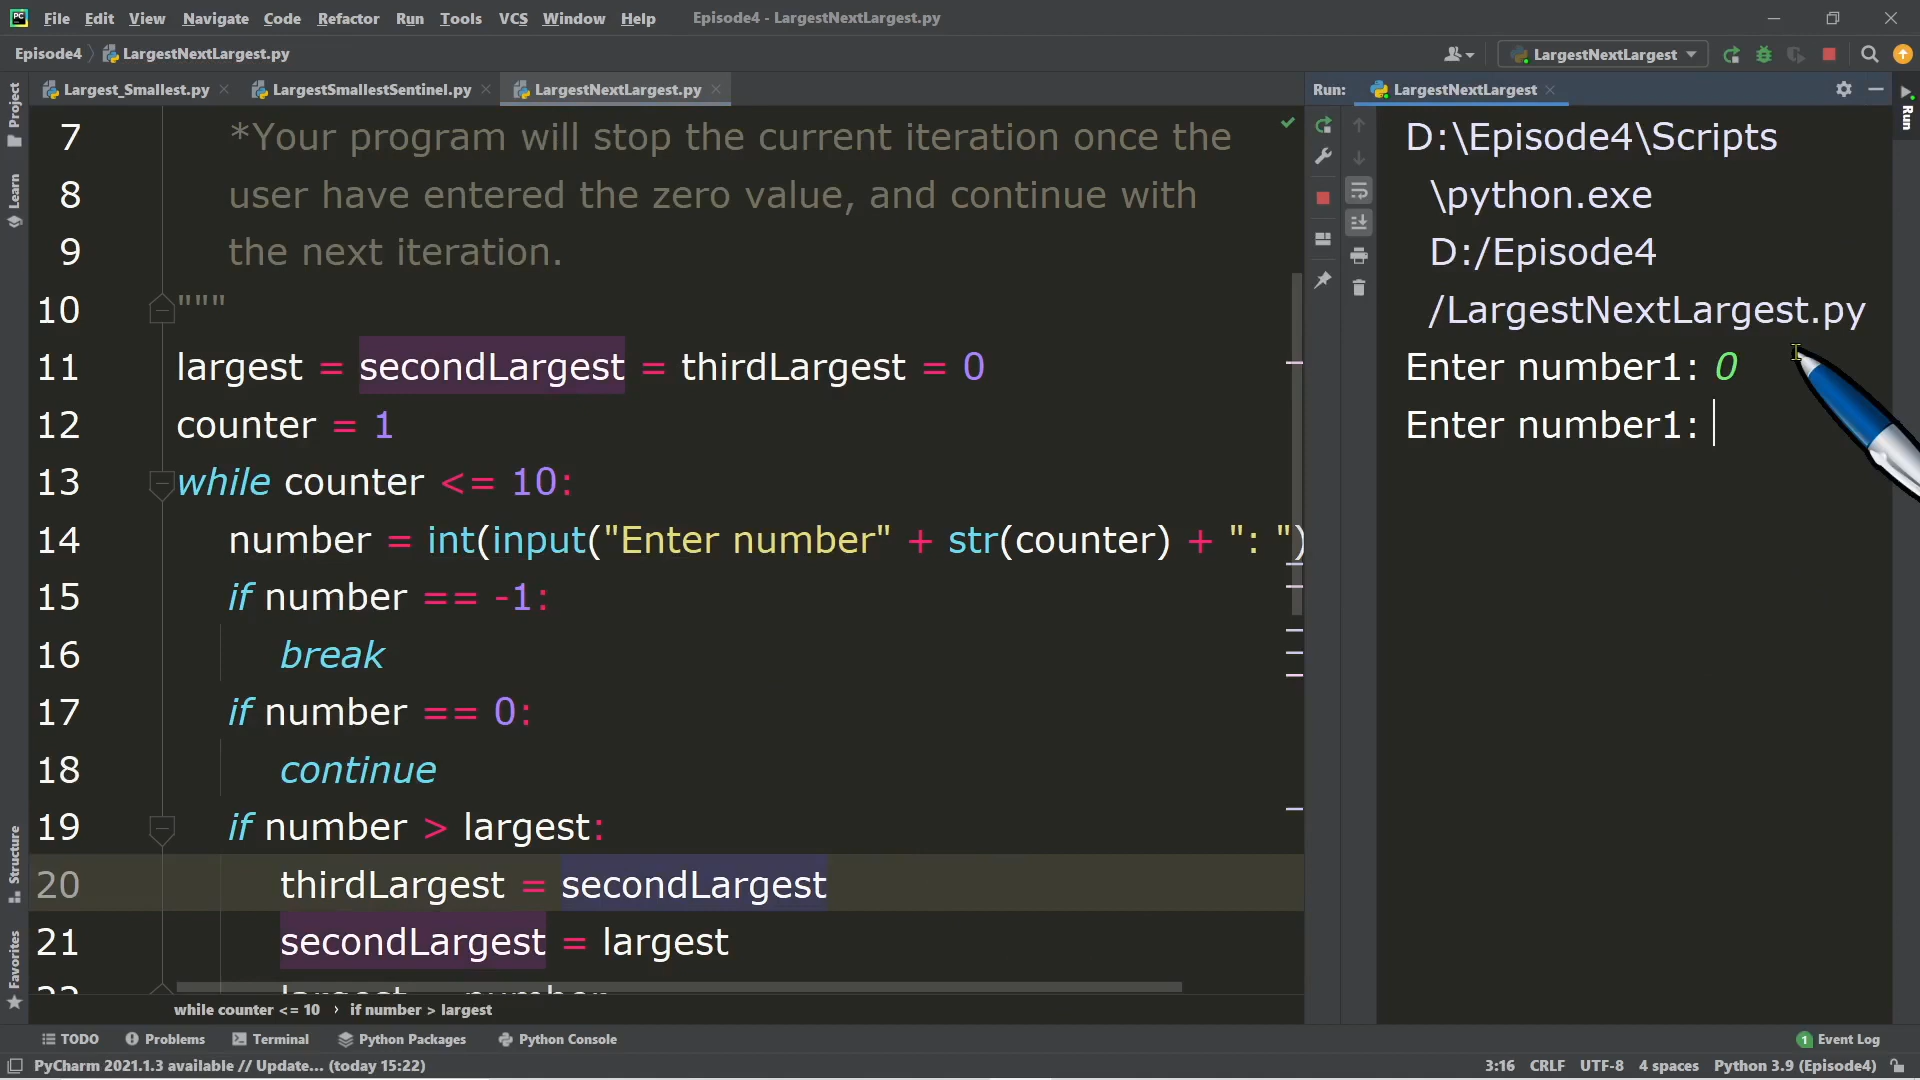 File Edit View Navigate Code Refactor Run Tools VCS Window Help Episode4 - LargestNextLargest.py
Episode4 LargestNextLargest.py LargestNextLargest
Largest_Smallest.py LargestSmallestSentinel.py LargestNextLargest.py
Run: LargestNextLargest
Project
Learn
Structure
Favorites
Run
7 *Your program will stop the current iteration once the
8 user have entered the zero value, and continue with
9 the next iteration.
10 """
11 largest = secondLargest = thirdLargest = 0
12 counter = 1
13 while counter <= 10:
14 number = int(input("Enter number" + str(counter) + ": ")
15 if number == -1:
16 break
17 if number == 0:
18 continue
19 if number > largest:
20 thirdLargest = secondLargest
21 secondLargest = largest
while counter <= 10 › if number > largest
D:\Episode4\Scripts
\python.exe
D:/Episode4
/LargestNextLargest.py
Enter number1: 0
Enter number1:
TODO Problems Terminal Python Packages Python Console 1 Event Log
PyCharm 2021.1.3 available // Update... (today 15:22) 3:16 CRLF UTF-8 4 spaces Python 3.9 (Episode4)